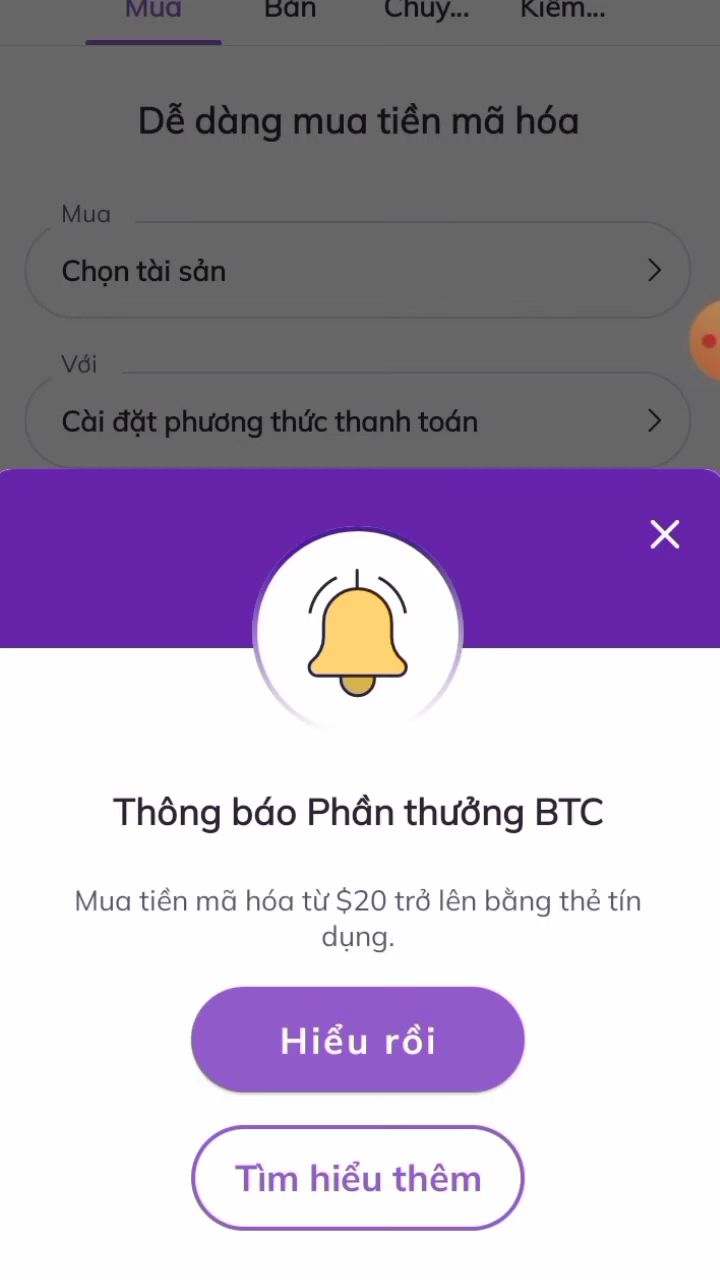 Mua Bán Chuy... Kiếm...
Dễ dàng mua tiền mã hóa
Mua
Chọn tài sản
Với
Cài đặt phương thức thanh toán
Thông báo Phần thưởng BTC
Mua tiền mã hóa từ $20 trở lên bằng thẻ tín
dụng.
Hiểu rồi
Tìm hiểu thêm